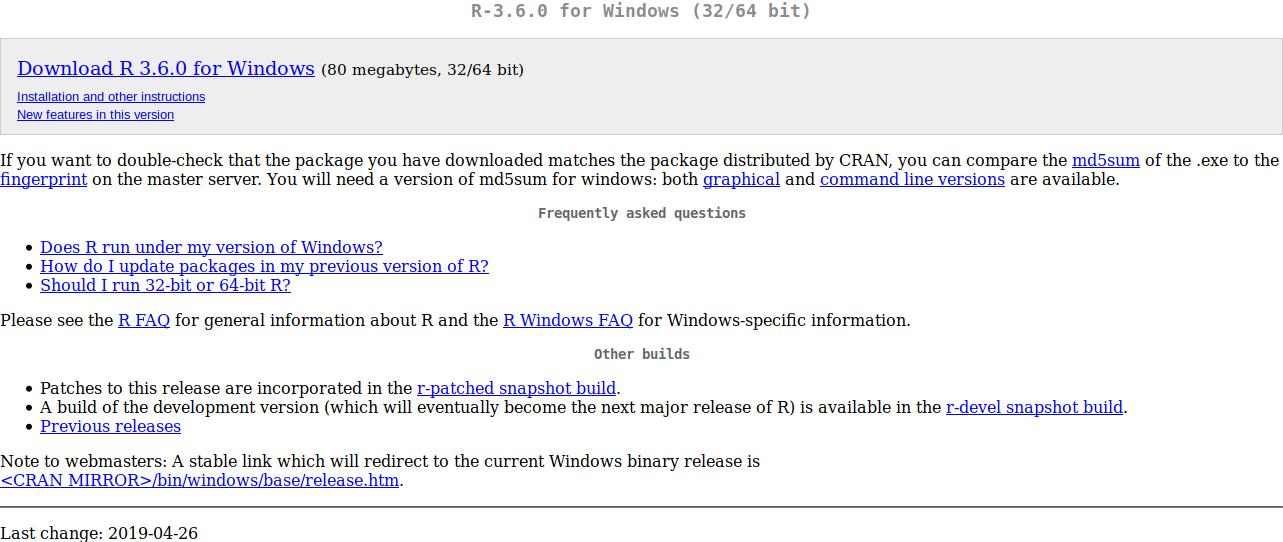 R-3.6.0 for Windows (32/64 bit)
Download R 3.6.0 for Windows (80 megabytes, 32/64 bit)
Installation and other instructions
New features in this version
If you want to double-check that the package you have downloaded matches the package distributed by CRAN, you can compare the md5sum of the .exe to the
fingerprint on the master server. You will need a version of md5sum for windows: both graphical and command line versions are available.
Frequently asked questions
• Does R run under my version of Windows?
• How do I update packages in my previous version of R?
• Should I run 32-bit or 64-bit R?
Please see the R FAQ for general information about R and the R Windows FAQ for Windows-specific information.
Other builds
• Patches to this release are incorporated in the r-patched snapshot build.
• A build of the development version (which will eventually become the next major release of R) is available in the r-devel snapshot build.
• Previous releases
Note to webmasters: A stable link which will redirect to the current Windows binary release is
<CRAN MIRROR>/bin/windows/base/release.htm.
Last change: 2019-04-26